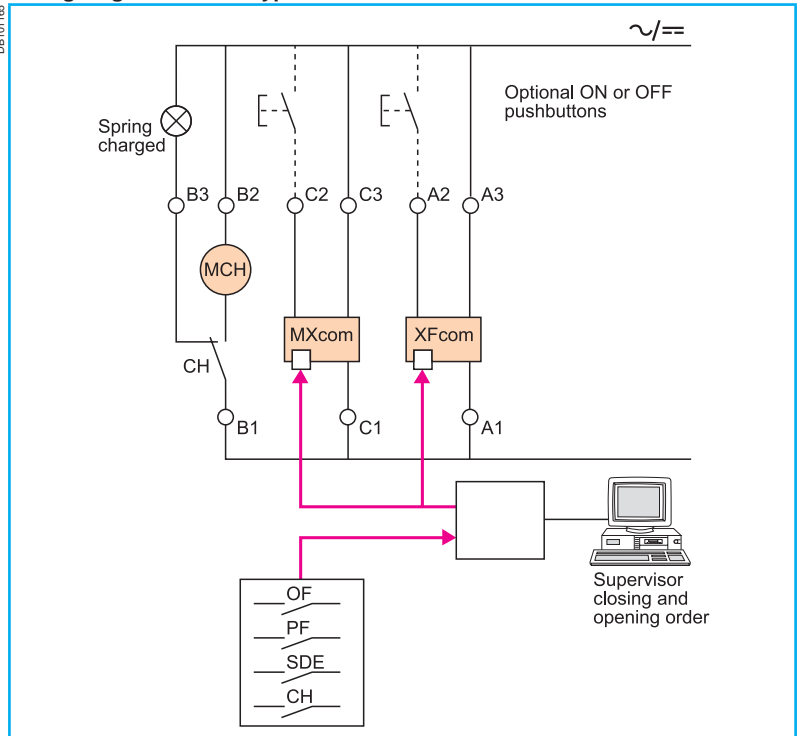 ∿/==
Optional ON or OFF
pushbuttons
Spring
charged
B3
B2
C2
C3
A2
A3
MCH
MXcom
XFcom
CH
B1
C1
A1
OF
PF
SDE
CH
Supervisor
closing and
opening order